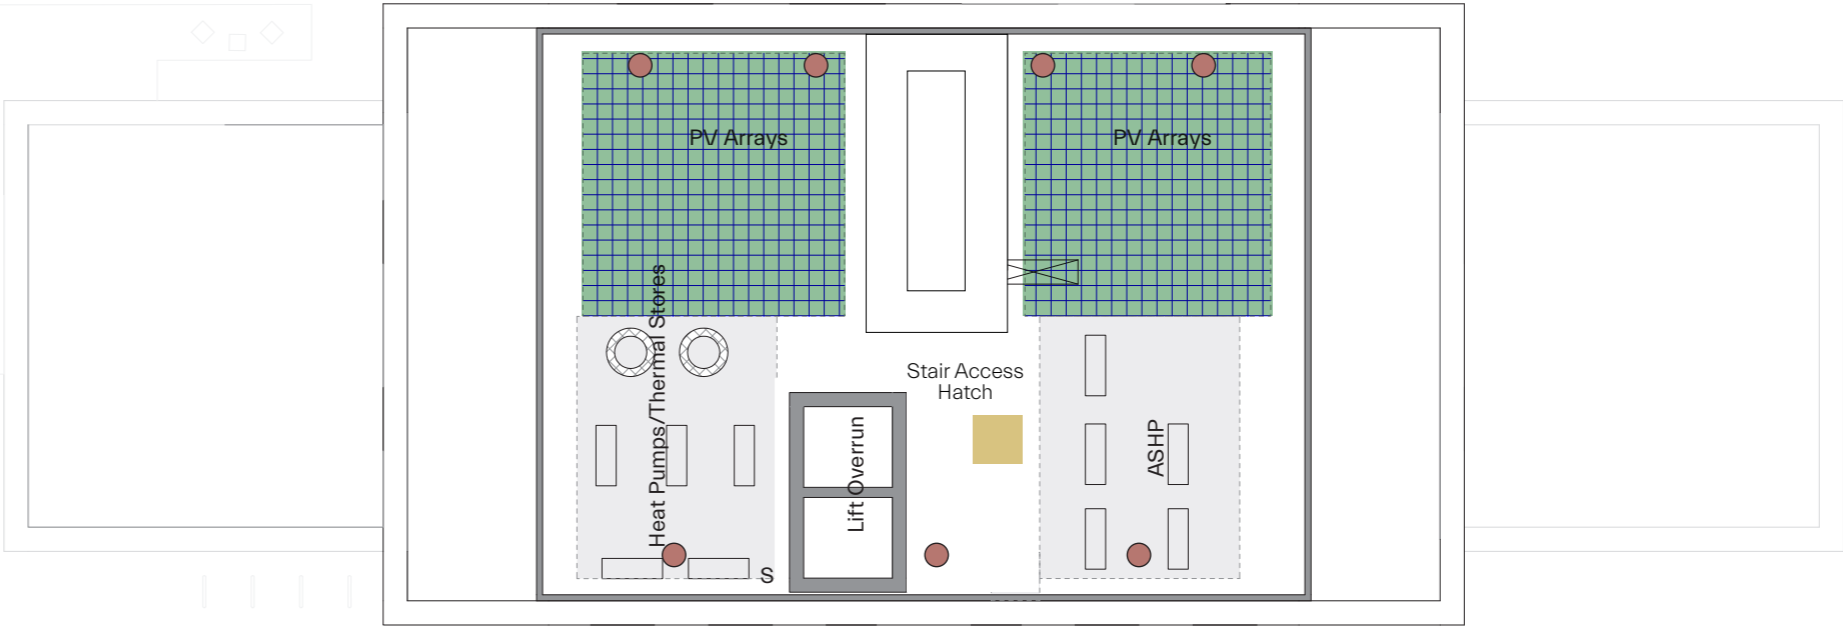 PV Arrays
PV Arrays
Heat Pumps/Thermal Stores
Stair Access
Hatch
Lift Overrun
ASHP
S